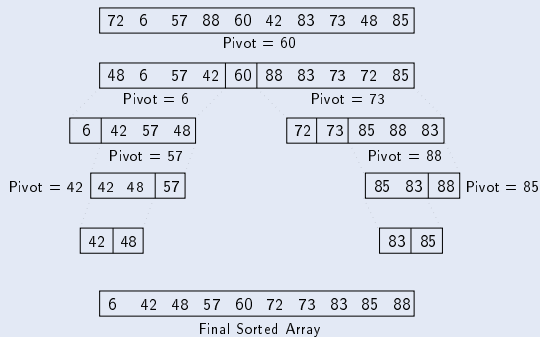 72 6 57 88 60 42 83 73 48 85
Pivot = 60
48 6 57 42 60 88 83 73 72 85
Pivot = 6 Pivot = 73
6 42 57 48 72 73 85 88 83
Pivot = 57 Pivot = 88
Pivot = 42 42 48 57 85 83 88 Pivot = 85
42 48 83 85
6 42 48 57 60 72 73 83 85 88
Final Sorted Array